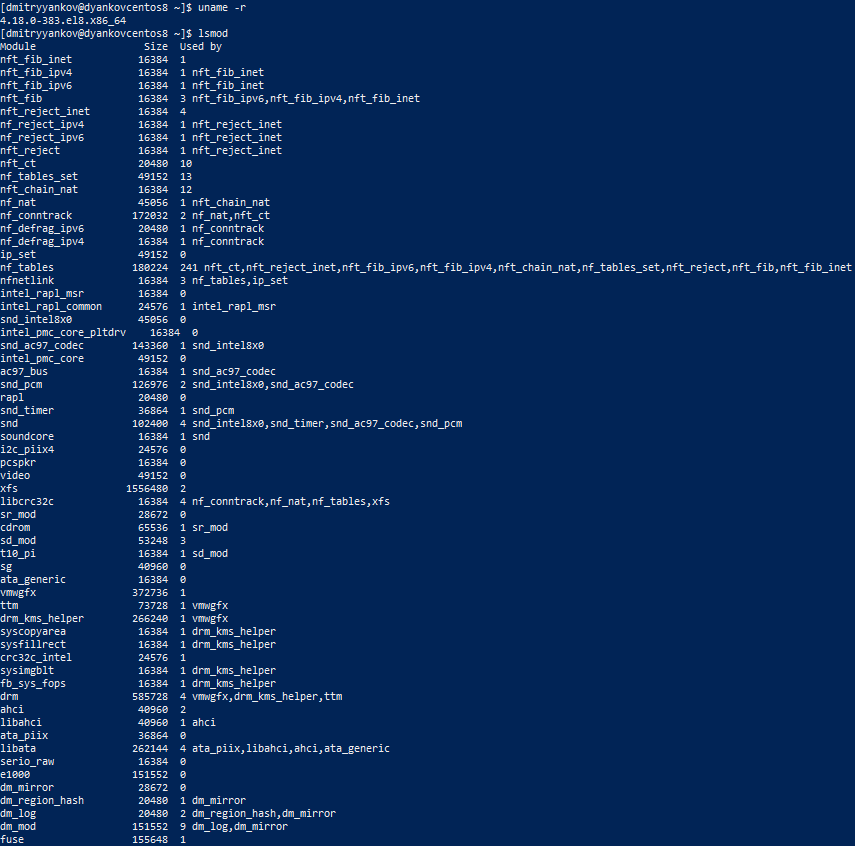 [dmitryyankov@dyankovcentos8 ~]$ uname -r
4.18.0-383.el8.x86_64
[dmitryyankov@dyankovcentos8 ~]$ lsmod
Module                  Size  Used by
nft_fib_inet           16384  1
nft_fib_ipv4           16384  1 nft_fib_inet
nft_fib_ipv6           16384  1 nft_fib_inet
nft_fib                16384  3 nft_fib_ipv6,nft_fib_ipv4,nft_fib_inet
nft_reject_inet        16384  4
nf_reject_ipv4         16384  1 nft_reject_inet
nf_reject_ipv6         16384  1 nft_reject_inet
nft_reject             16384  1 nft_reject_inet
nft_ct                 20480  10
nf_tables_set          49152  13
nft_chain_nat          16384  12
nf_nat                 45056  1 nft_chain_nat
nf_conntrack          172032  2 nf_nat,nft_ct
nf_defrag_ipv6         20480  1 nf_conntrack
nf_defrag_ipv4         16384  1 nf_conntrack
ip_set                 49152  0
nf_tables             180224  241 nft_ct,nft_reject_inet,nft_fib_ipv6,nft_fib_ipv4,nft_chain_nat,nf_tables_set,nft_reject,nft_fib,nft_fib_inet
nfnetlink              16384  3 nf_tables,ip_set
intel_rapl_msr         16384  0
intel_rapl_common      24576  1 intel_rapl_msr
snd_intel8x0           45056  0
intel_pmc_core_pltdrv    16384  0
snd_ac97_codec        143360  1 snd_intel8x0
intel_pmc_core         49152  0
ac97_bus               16384  1 snd_ac97_codec
snd_pcm               126976  2 snd_intel8x0,snd_ac97_codec
rapl                   20480  0
snd_timer              36864  1 snd_pcm
snd                   102400  4 snd_intel8x0,snd_timer,snd_ac97_codec,snd_pcm
soundcore              16384  1 snd
i2c_piix4              24576  0
pcspkr                 16384  0
video                  49152  0
xfs                  1556480  2
libcrc32c              16384  4 nf_conntrack,nf_nat,nf_tables,xfs
sr_mod                 28672  0
cdrom                  65536  1 sr_mod
sd_mod                 53248  3
t10_pi                 16384  1 sd_mod
sg                     40960  0
ata_generic            16384  0
vmwgfx                372736  1
ttm                    73728  1 vmwgfx
drm_kms_helper        266240  1 vmwgfx
syscopyarea            16384  1 drm_kms_helper
sysfillrect            16384  1 drm_kms_helper
crc32c_intel           24576  1
sysimgblt              16384  1 drm_kms_helper
fb_sys_fops            16384  1 drm_kms_helper
drm                   585728  4 vmwgfx,drm_kms_helper,ttm
ahci                   40960  2
libahci                40960  1 ahci
ata_piix               36864  0
libata                262144  4 ata_piix,libahci,ahci,ata_generic
serio_raw              16384  0
e1000                 151552  0
dm_mirror              28672  0
dm_region_hash         20480  1 dm_mirror
dm_log                 20480  2 dm_region_hash,dm_mirror
dm_mod                151552  9 dm_log,dm_mirror
fuse                  155648  1